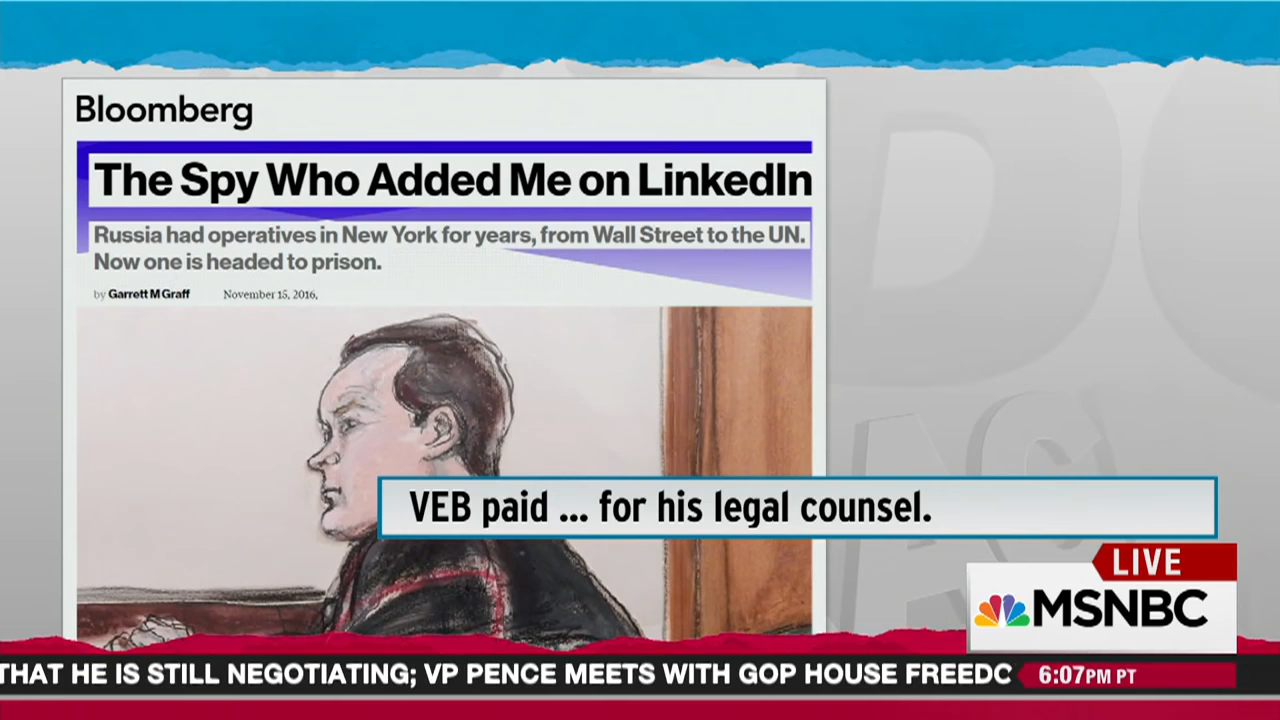 Bloomberg
The Spy Who Added Me on LinkedIn
Russia had operatives in New York for years, from Wall Street to the UN.
Now one is headed to prison.
by Garrett M Graff November 15, 2016,
VEB paid ... for his legal counsel.
LIVE
MSNBC
THAT HE IS STILL NEGOTIATING; VP PENCE MEETS WITH GOP HOUSE FREEDC
6:07PM PT